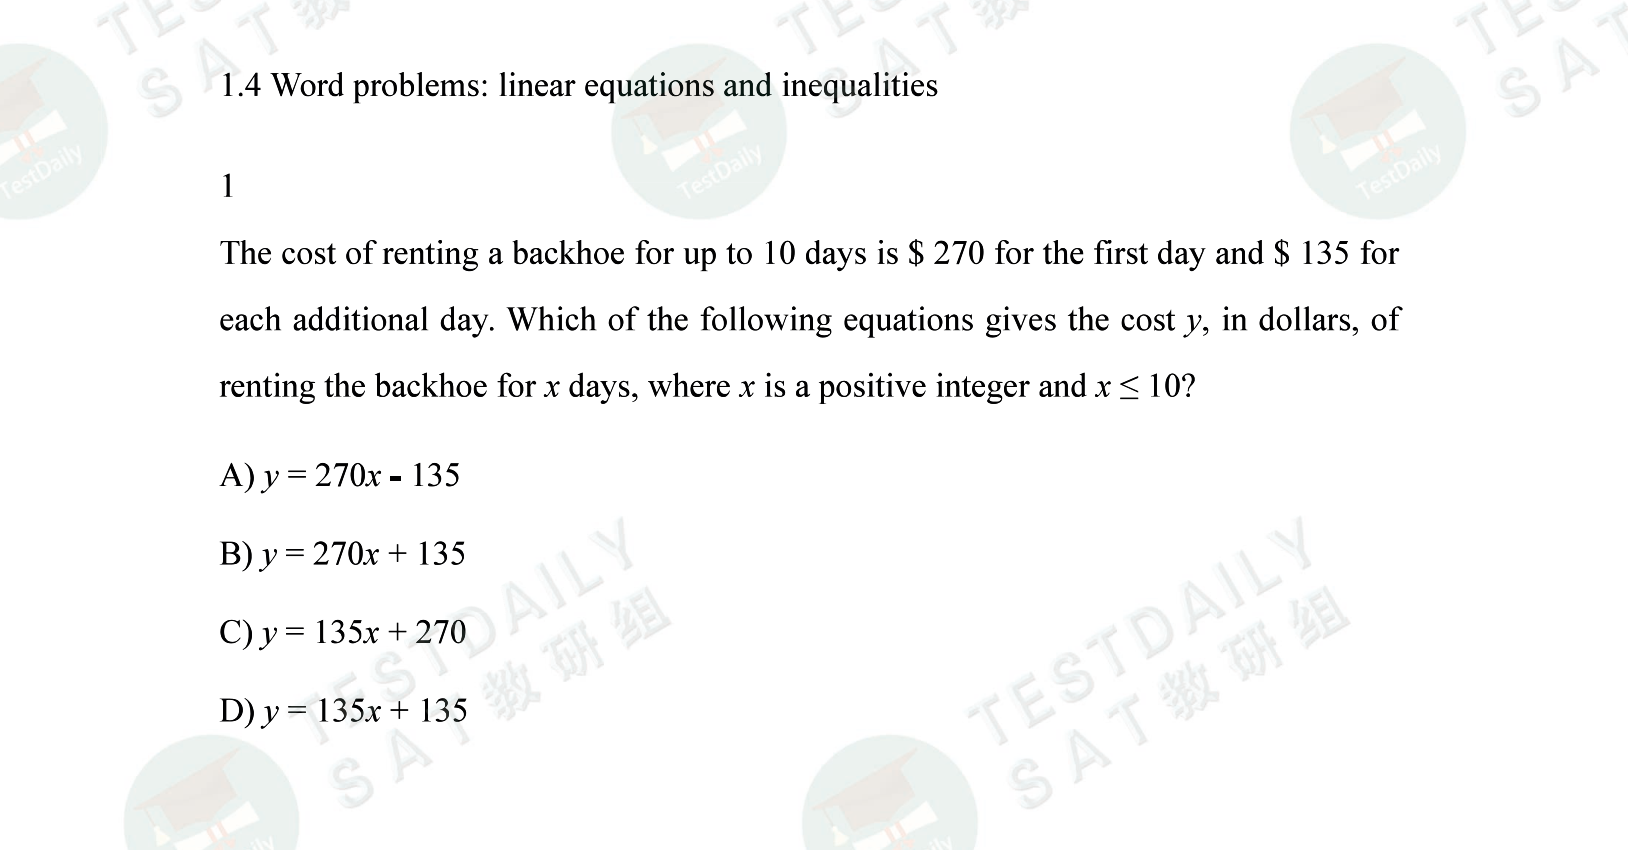 TESTDAILY
SAT 教研组
TestDaily
1.4 Word problems: linear equations and inequalities
1
The cost of renting a backhoe for up to 10 days is $ 270 for the first day and $ 135 for
each additional day. Which of the following equations gives the cost y, in dollars, of
renting the backhoe for x days, where x is a positive integer and x ≤ 10?
A) y = 270x - 135
B) y = 270x + 135
C) y = 135x + 270
D) y = 135x + 135
TESTDAILY
SAT 教研组